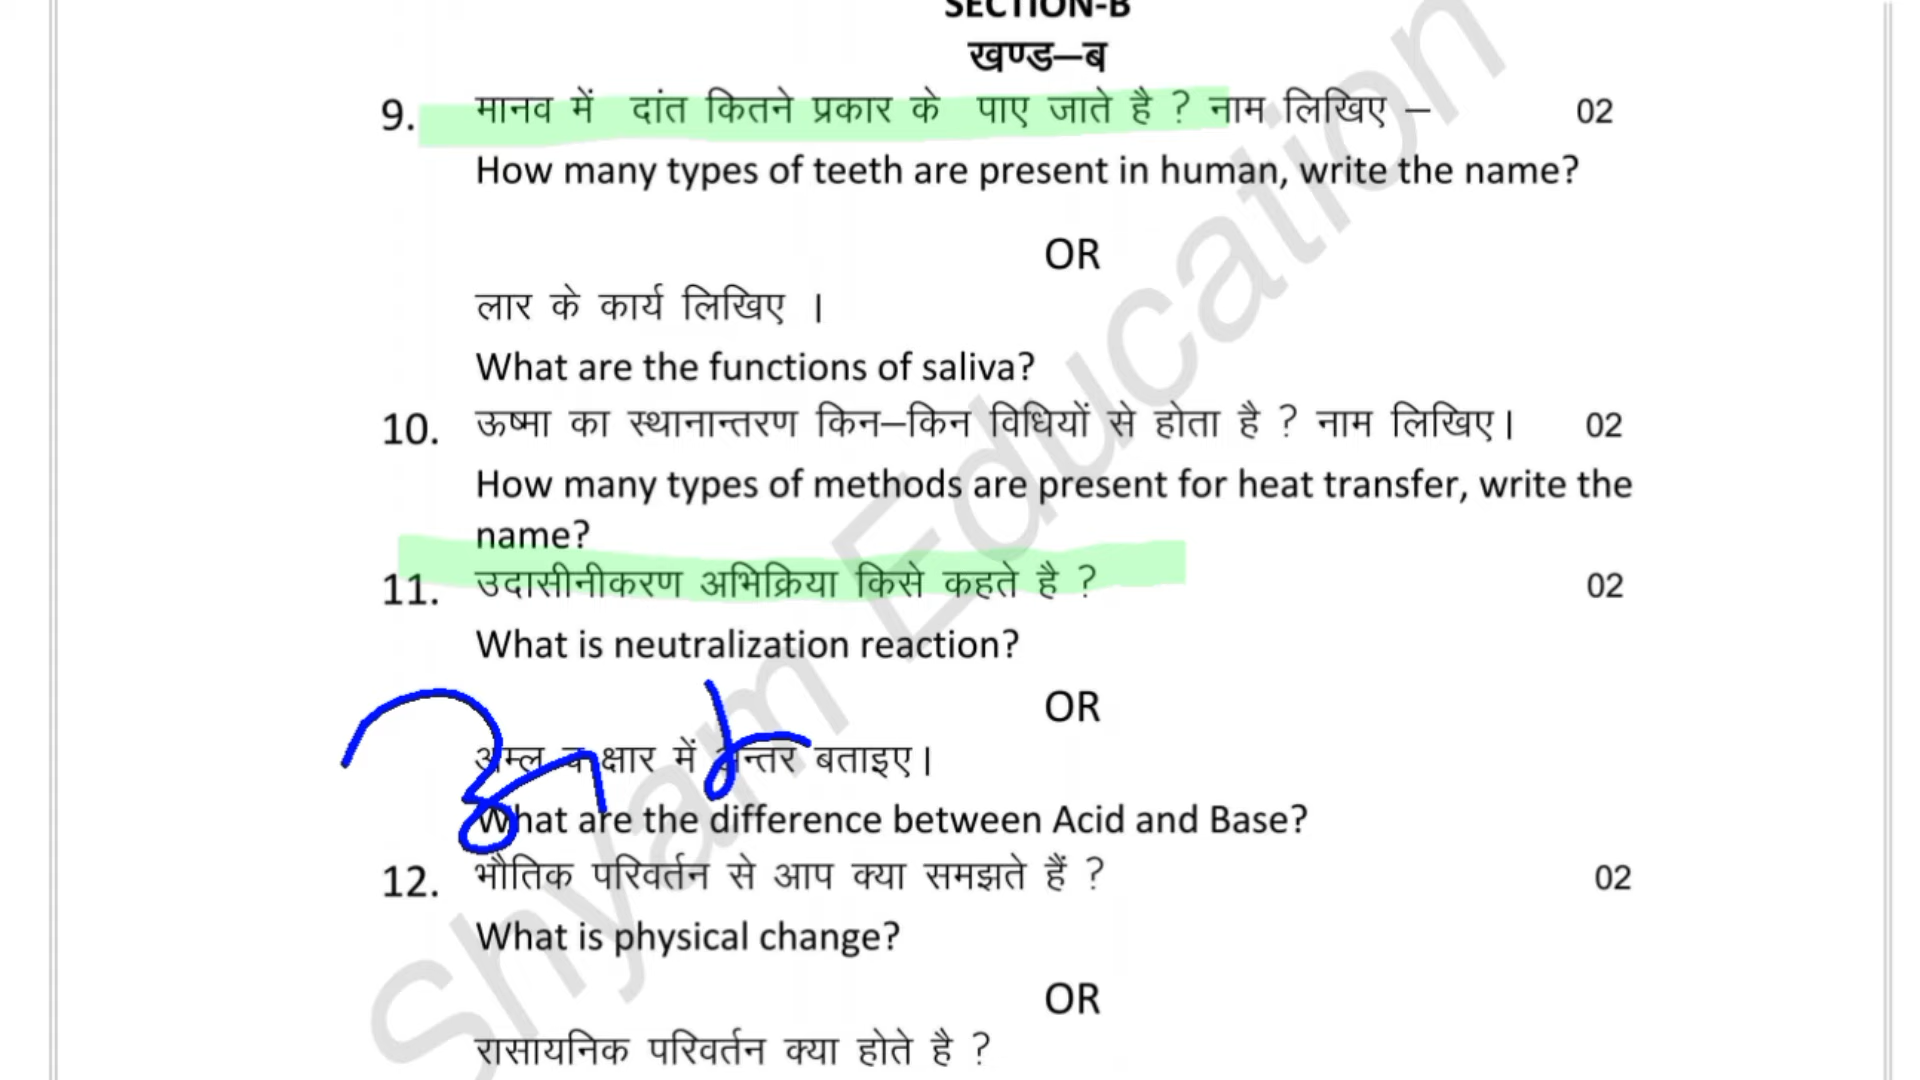 SECTION-B
खण्ड–ब
9. मानव में दांत कितने प्रकार के पाए जाते है ? नाम लिखिए – 02
How many types of teeth are present in human, write the name?
OR
लार के कार्य लिखिए ।
What are the functions of saliva?
10. ऊष्मा का स्थानान्तरण किन–किन विधियों से होता है ? नाम लिखिए। 02
How many types of methods are present for heat transfer, write the
name?
11. उदासीनीकरण अभिक्रिया किसे कहते है ? 02
What is neutralization reaction?
OR
अम्ल व क्षार में अन्तर बताइए।
What are the difference between Acid and Base?
12. भौतिक परिवर्तन से आप क्या समझते हैं ? 02
What is physical change?
OR
रासायनिक परिवर्तन क्या होते है ?
Shyam Education